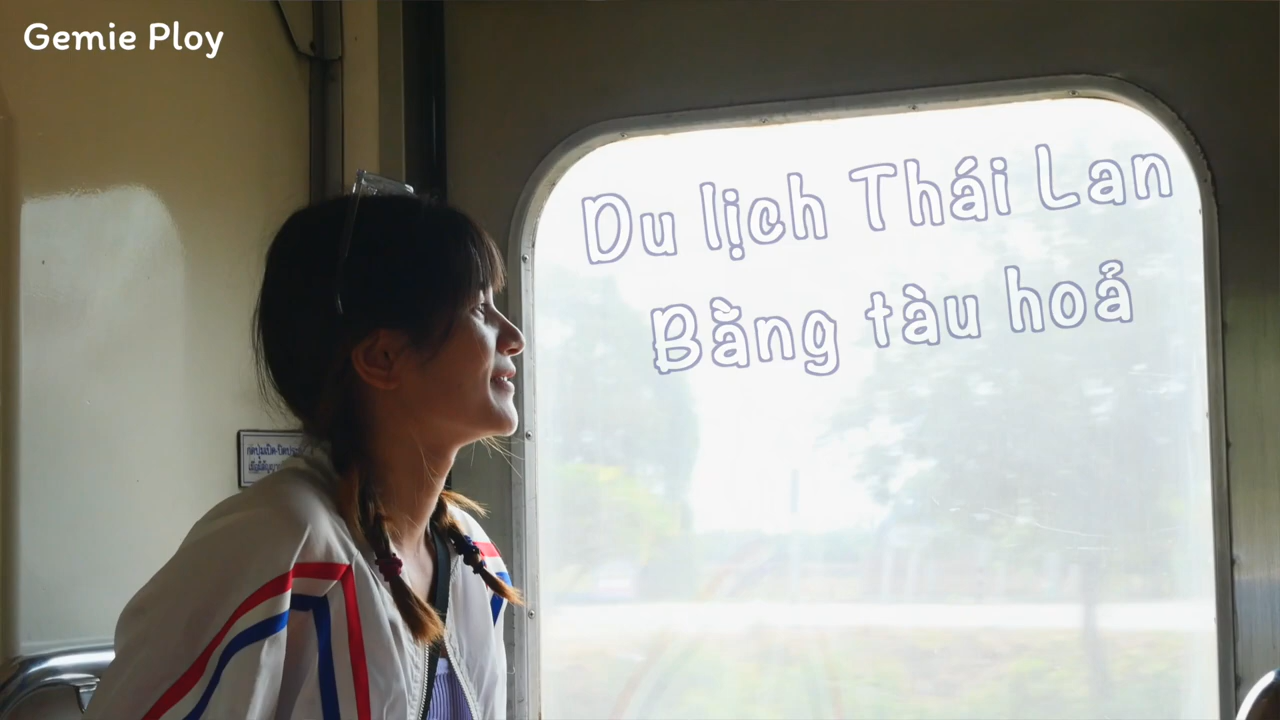 Gemie Ploy
Du lịch Thái Lan
Bằng tàu hoả